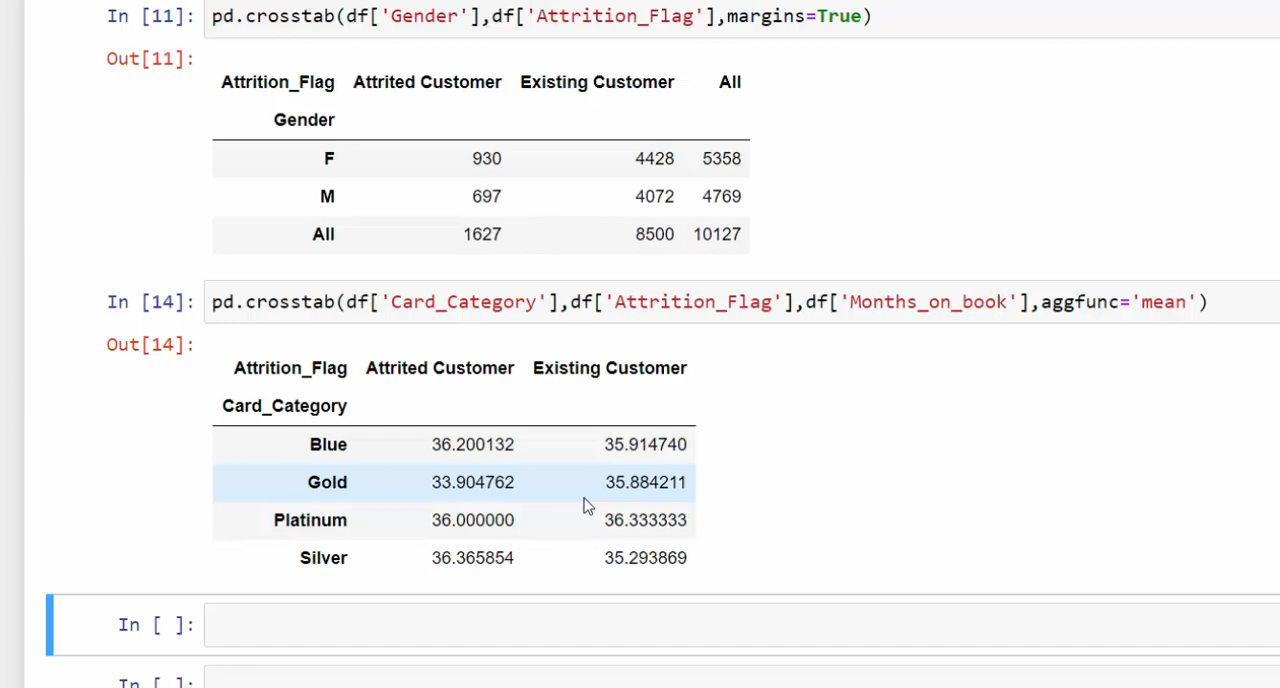 In [11]: pd.crosstab(df['Gender'],df['Attrition_Flag'],margins=True)
Out[11]:
Attrition_Flag Attrited Customer Existing Customer All
Gender
F 930 4428 5358
M 697 4072 4769
All 1627 8500 10127
In [14]: pd.crosstab(df['Card_Category'],df['Attrition_Flag'],df['Months_on_book'],aggfunc='mean')
Out[14]:
Attrition_Flag Attrited Customer Existing Customer
Card_Category
Blue 36.200132 35.914740
Gold 33.904762 35.884211
Platinum 36.000000 36.333333
Silver 36.365854 35.293869
In [ ]:
In [ ]: